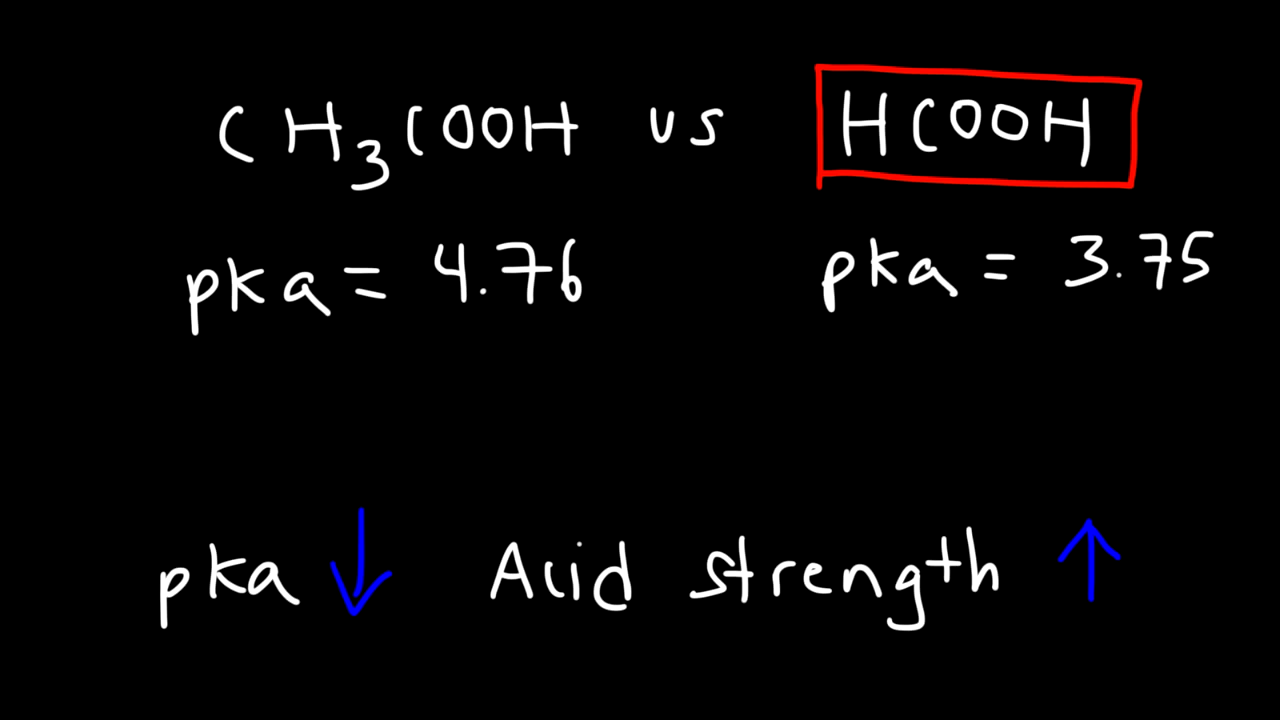 CH₃COOH vs HCOOH
pka = 4.76 pka = 3.75
pka ↓ Acid strength ↑